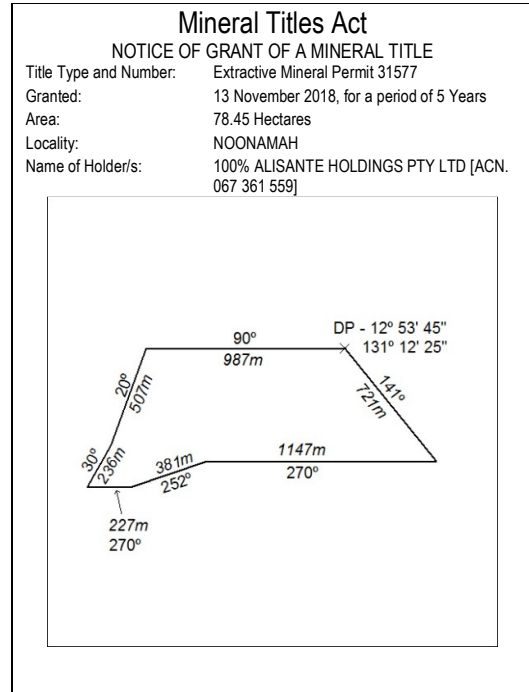 Mineral Titles Act
NOTICE OF GRANT OF A MINERAL TITLE
Title Type and Number: Extractive Mineral Permit 31577
Granted: 13 November 2018, for a period of 5 Years
Area: 78.45 Hectares
Locality: NOONAMAH
Name of Holder/s: 100% ALISANTE HOLDINGS PTY LTD [ACN.
067 361 559]
DP - 12º 53' 45"
131º 12' 25"
90º
987m
141º
721m
20º
507m
30º
236m
381m
252º
1147m
270º
227m
270º